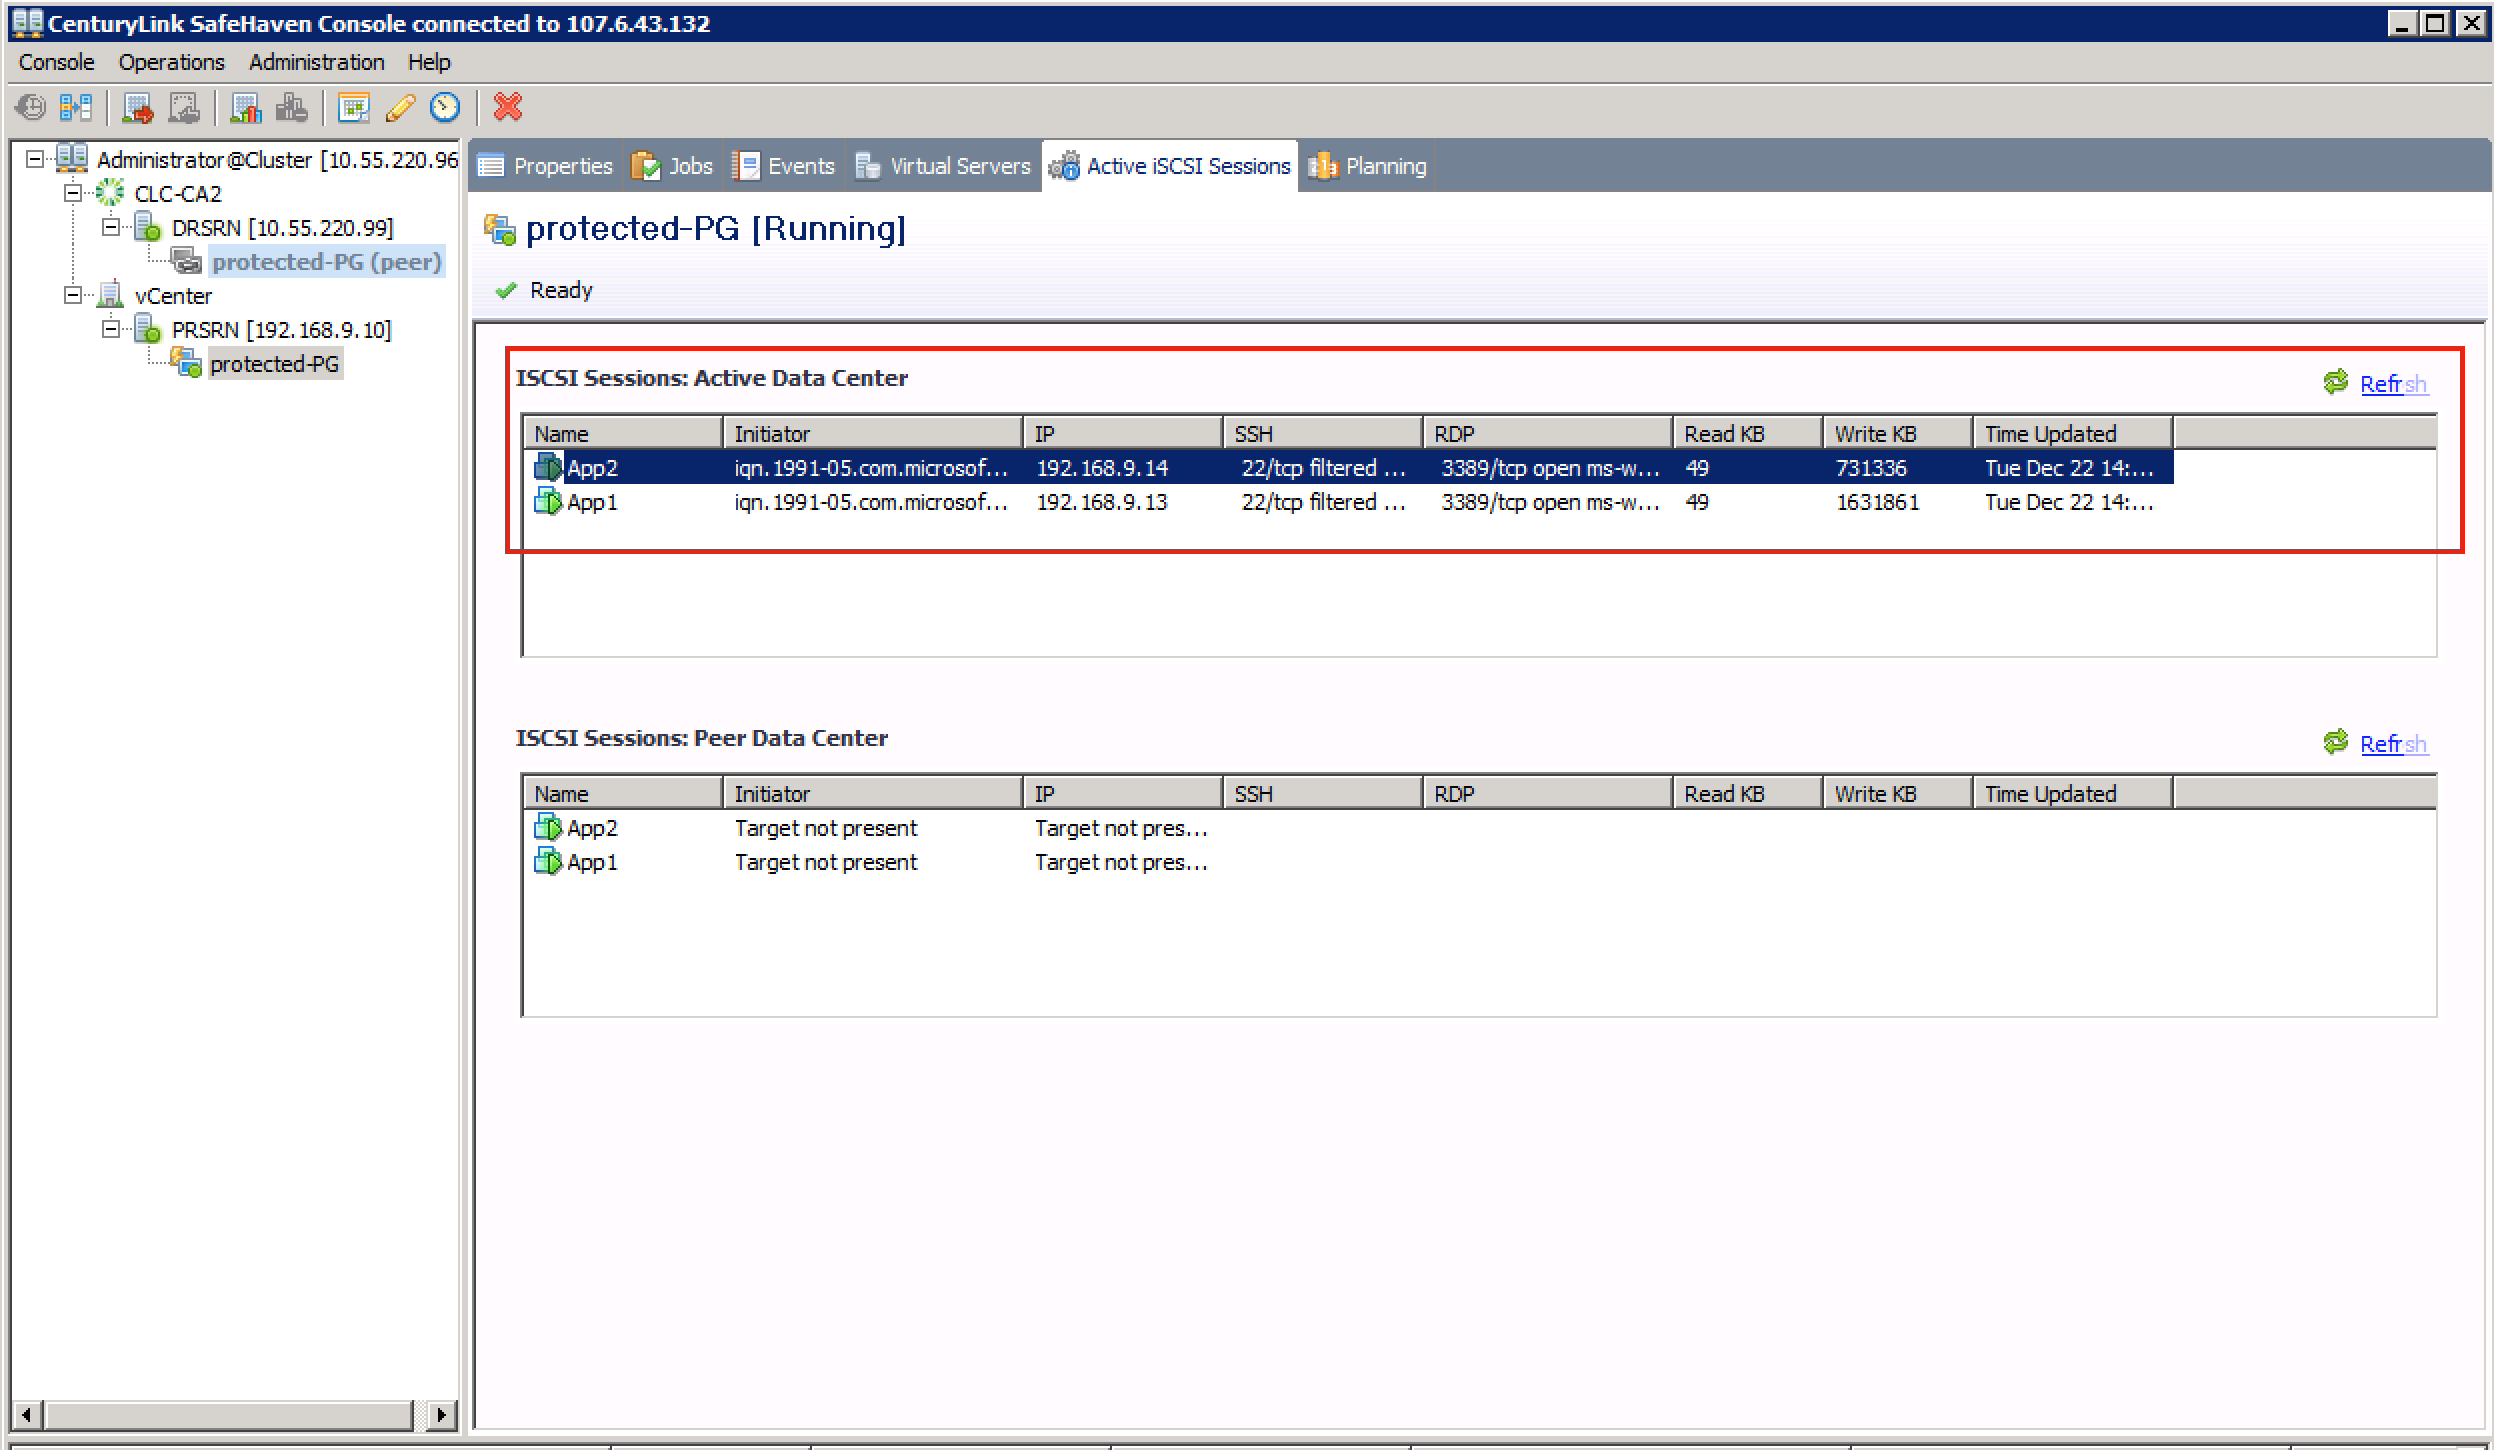 CenturyLink SafeHaven Console connected to 107.6.43.132
Console Operations Administration Help
Administrator@Cluster [10.55.220.96
CLC-CA2
DRSRN [10.55.220.99]
protected-PG (peer)
vCenter
PRSRN [192.168.9.10]
protected-PG
Properties Jobs Events Virtual Servers Active iSCSI Sessions Planning
protected-PG [Running]
Ready
ISCSI Sessions: Active Data Center Refrsh
Name Initiator IP SSH RDP Read KB Write KB Time Updated
App2 iqn.1991-05.com.microsof... 192.168.9.14 22/tcp filtered ... 3389/tcp open ms-w... 49 731336 Tue Dec 22 14:...
App1 iqn.1991-05.com.microsof... 192.168.9.13 22/tcp filtered ... 3389/tcp open ms-w... 49 1631861 Tue Dec 22 14:...
ISCSI Sessions: Peer Data Center Refrsh
Name Initiator IP SSH RDP Read KB Write KB Time Updated
App2 Target not present Target not pres...
App1 Target not present Target not pres...